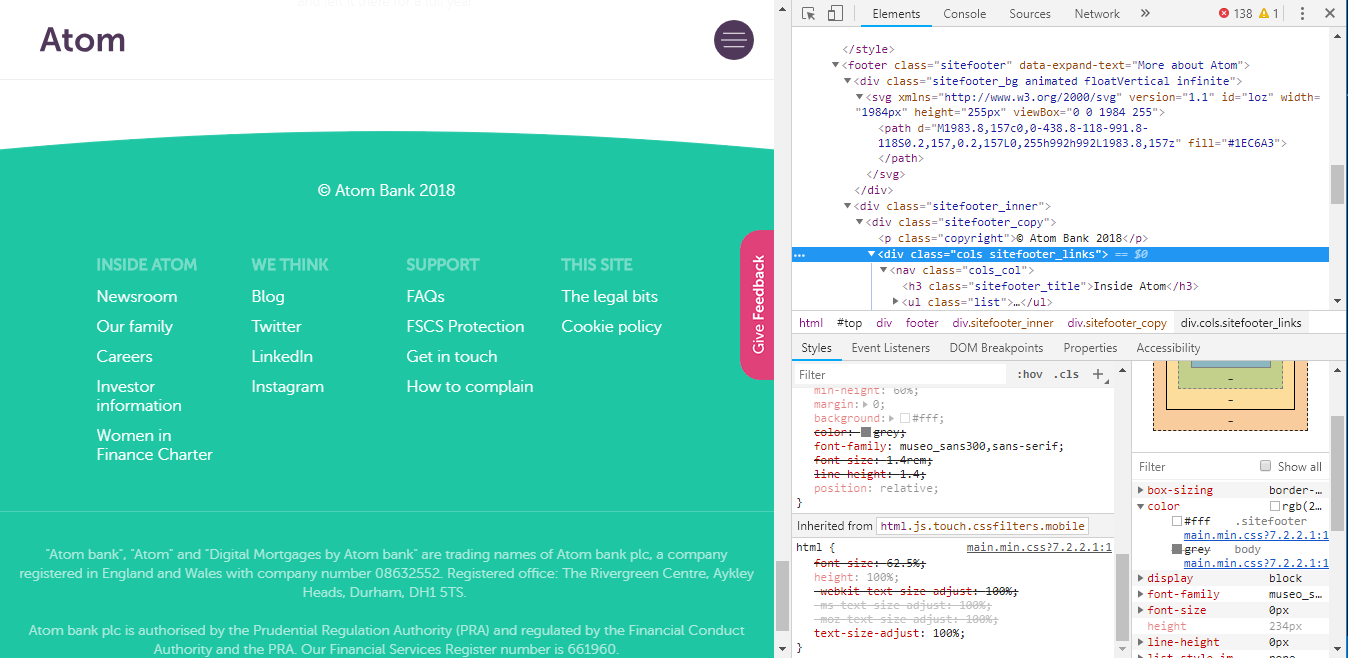 and felt it there for a full year
Atom
© Atom Bank 2018
INSIDE ATOM
Newsroom
Our family
Careers
Investor
information
Women in
Finance Charter
WE THINK
Blog
Twitter
LinkedIn
Instagram
SUPPORT
FAQs
FSCS Protection
Get in touch
How to complain
THIS SITE
The legal bits
Cookie policy
Give Feedback
"Atom bank", "Atom" and "Digital Mortgages by Atom bank" are trading names of Atom bank plc, a company
registered in England and Wales with company number 08632552. Registered office: The Rivergreen Centre, Aykley
Heads, Durham, DH1 5TS.
Atom bank plc is authorised by the Prudential Regulation Authority (PRA) and regulated by the Financial Conduct
Authority and the PRA. Our Financial Services Register number is 661960.
Elements Console Sources Network » 138 1
</style>
<footer class="sitefooter" data-expand-text="More about Atom">
<div class="sitefooter_bg animated floatVertical infinite">
<svg xmlns="http://www.w3.org/2000/svg" version="1.1" id="loz" width=
"1984px" height="255px" viewBox="0 0 1984 255">
<path d="M1983.8,157c0,0-438.8-118-991.8-
118S0.2,157,0.2,157L0,255h992h992L1983.8,157z" fill="#1EC6A3">
</path>
</svg>
</div>
<div class="sitefooter_inner">
<div class="sitefooter_copy">
<p class="copyright">© Atom Bank 2018</p>
... <div class="cols sitefooter_links"> == $0
<nav class="cols_col">
<h3 class="sitefooter_title">Inside Atom</h3>
<ul class="list">…</ul>
html #top div footer div.sitefooter_inner div.sitefooter_copy div.cols.sitefooter_links
Styles Event Listeners DOM Breakpoints Properties Accessibility
Filter :hov .cls +
min-height: 60%;
margin: 0;
background: #fff;
color: grey;
font-family: museo_sans300,sans-serif;
font-size: 1.4rem;
line-height: 1.4;
position: relative;
}
Inherited from html.js.touch.cssfilters.mobile
html { main.min.css?7.2.2.1:1
font-size: 62.5%;
height: 100%;
-webkit-text-size-adjust: 100%;
-ms-text-size-adjust: 100%;
-moz-text-size-adjust: 100%;
text-size-adjust: 100%;
}
–
–
–
Filter Show all
box-sizing border-…
color rgb(2…
#fff .sitefooter
main.min.css?7.2.2.1:1
grey body
main.min.css?7.2.2.1:1
display block
font-family museo_s…
font-size 0px
height 234px
line-height 0px